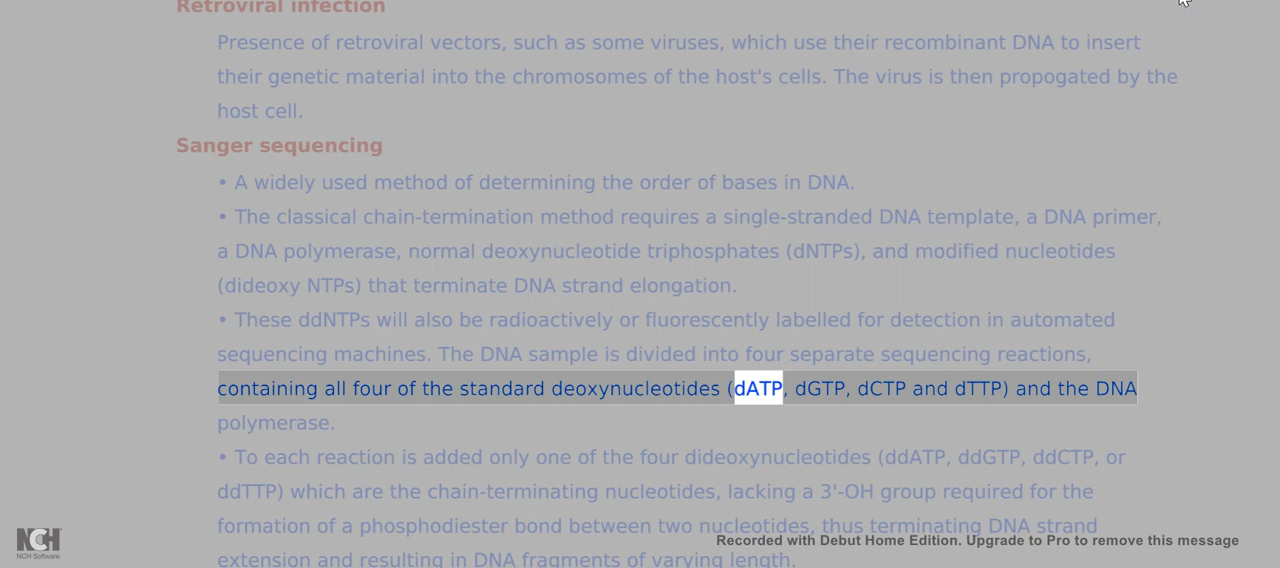 Retroviral infection
Presence of retroviral vectors, such as some viruses, which use their recombinant DNA to insert
their genetic material into the chromosomes of the host's cells. The virus is then propogated by the
host cell.
Sanger sequencing
• A widely used method of determining the order of bases in DNA.
• The classical chain-termination method requires a single-stranded DNA template, a DNA primer,
a DNA polymerase, normal deoxynucleotide triphosphates (dNTPs), and modified nucleotides
(dideoxy NTPs) that terminate DNA strand elongation.
• These ddNTPs will also be radioactively or fluorescently labelled for detection in automated
sequencing machines. The DNA sample is divided into four separate sequencing reactions,
containing all four of the standard deoxynucleotides (dATP, dGTP, dCTP and dTTP) and the DNA
polymerase.
• To each reaction is added only one of the four dideoxynucleotides (ddATP, ddGTP, ddCTP, or
ddTTP) which are the chain-terminating nucleotides, lacking a 3'-OH group required for the
formation of a phosphodiester bond between two nucleotides, thus terminating DNA strand
extension and resulting in DNA fragments of varying length.
NCH
NCH Software
Recorded with Debut Home Edition. Upgrade to Pro to remove this message